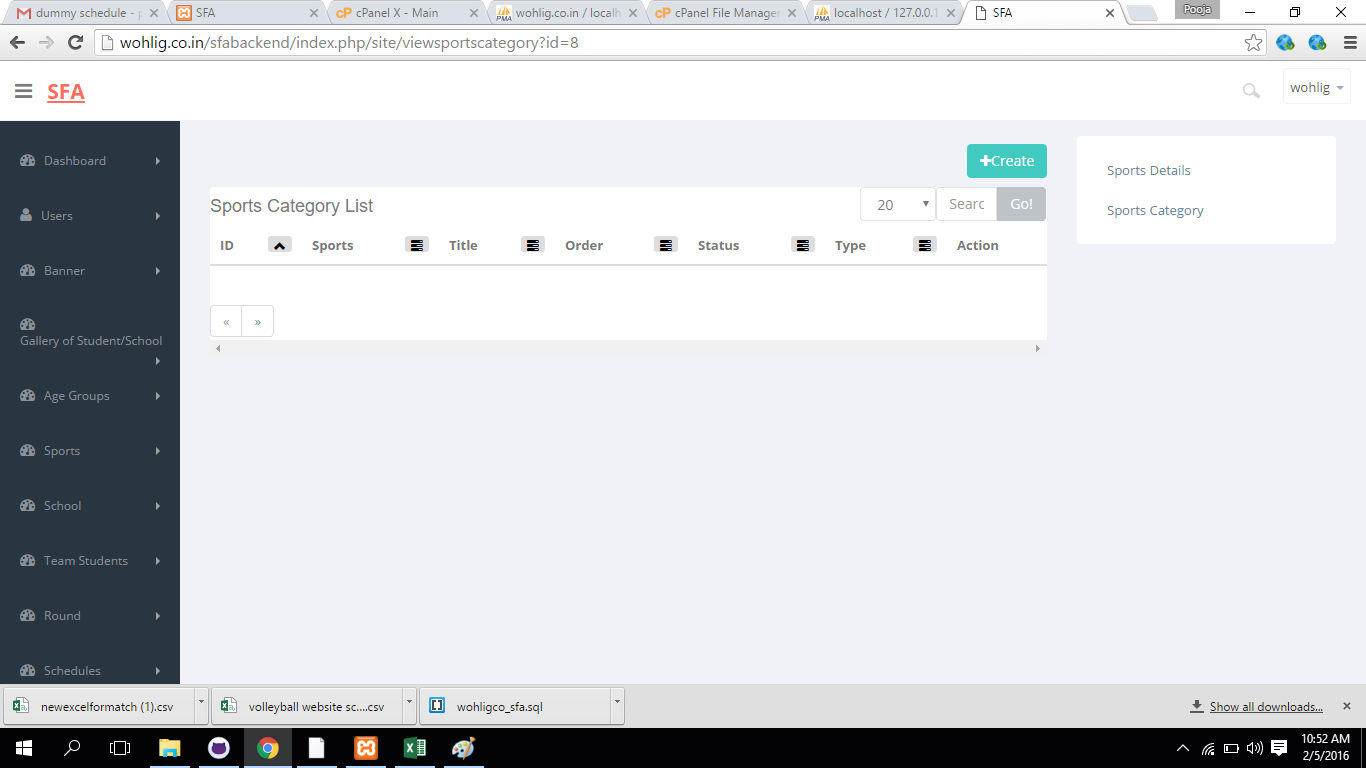 dummy schedule - p
SFA
cPanel X - Main
wohlig.co.in / localh
cPanel File Manager
localhost / 127.0.0.1
SFA
Pooja
wohlig.co.in/sfabackend/index.php/site/viewsportscategory?id=8
SFA
wohlig
Dashboard
Users
Banner
Gallery of Student/School
Age Groups
Sports
School
Team Students
Round
Schedules
+Create
Sports Category List
20
Searc
Go!
ID Sports Title Order Status Type Action
« »
Sports Details
Sports Category
newexcelformatch (1).csv
volleyball website sc....csv
wohligco_sfa.sql
Show all downloads...
10:52 AM
2/5/2016